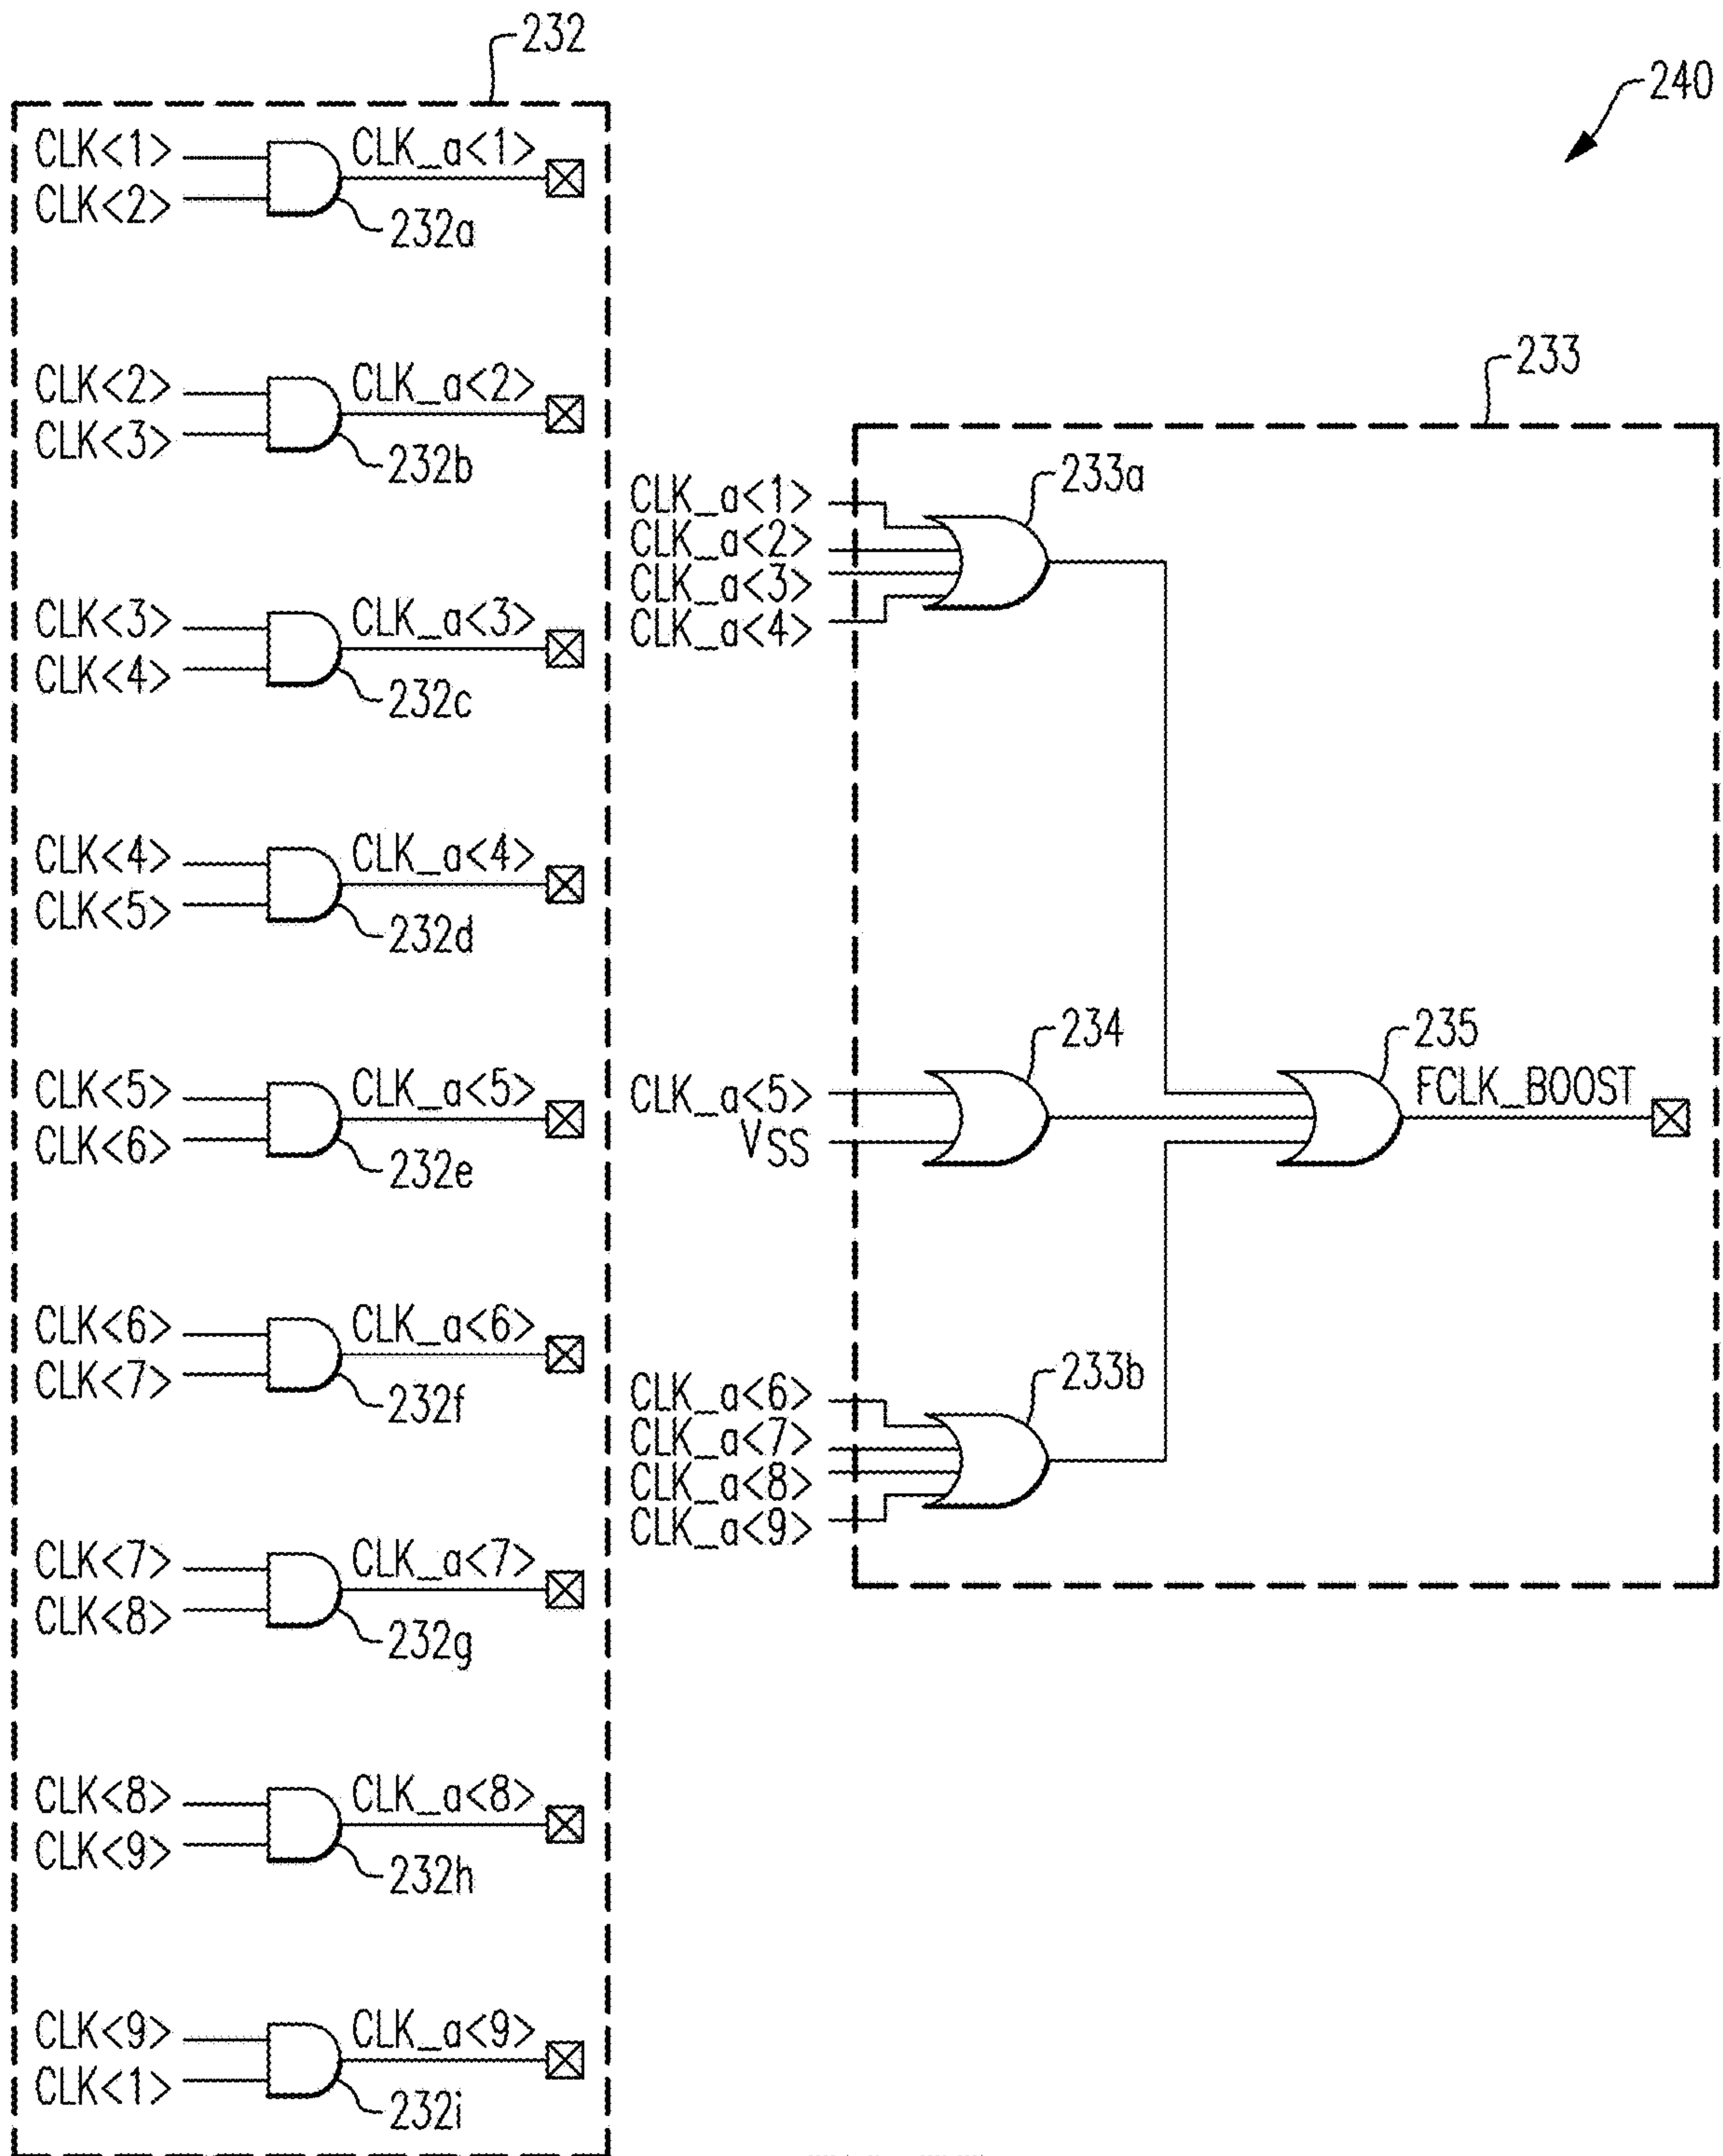 232
240
CLK<1>
CLK_a<1>
CLK<2>
232a
CLK<2>
CLK_a<2>
CLK<3>
232b
CLK<3>
CLK_a<3>
CLK<4>
232c
CLK<4>
CLK_a<4>
CLK<5>
232d
CLK<5>
CLK_a<5>
CLK<6>
232e
CLK<6>
CLK_a<6>
CLK<7>
232f
CLK<7>
CLK_a<7>
CLK<8>
232g
CLK<8>
CLK_a<8>
CLK<9>
232h
CLK<9>
CLK_a<9>
CLK<1>
232i
233
233a
CLK_a<1>
CLK_a<2>
CLK_a<3>
CLK_a<4>
234
235
CLK_a<5>
VSS
FCLK_BOOST
233b
CLK_a<6>
CLK_a<7>
CLK_a<8>
CLK_a<9>